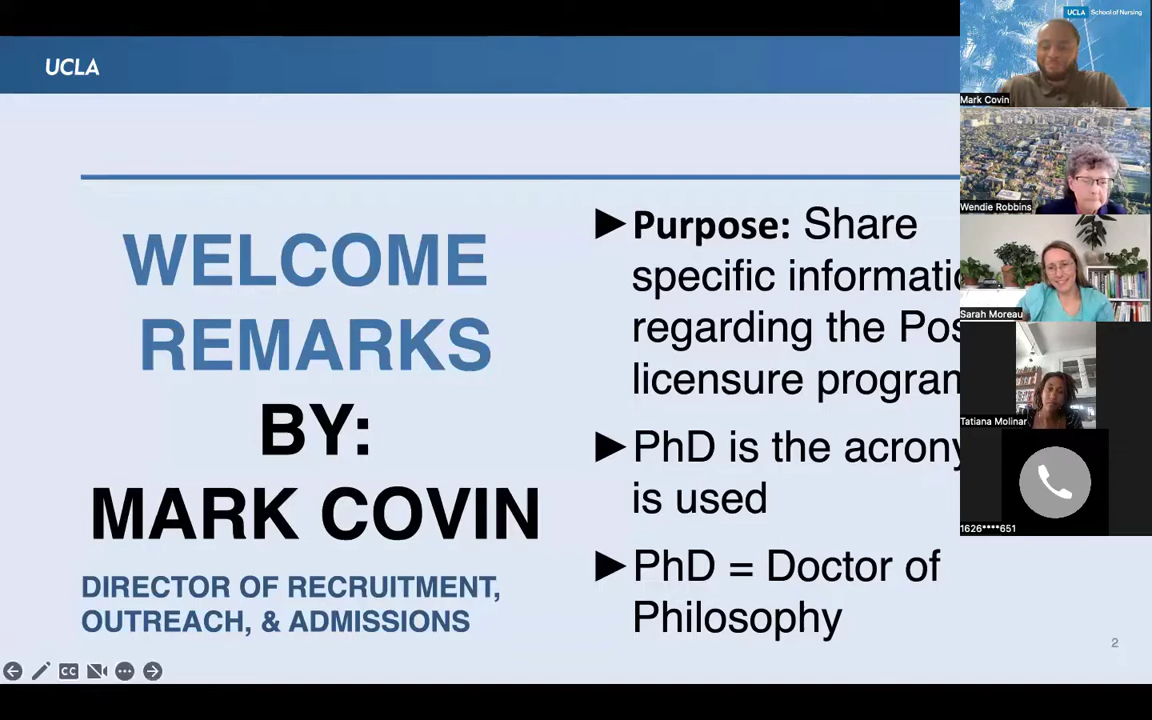 UCLA
WELCOME
REMARKS
BY:
MARK COVIN
DIRECTOR OF RECRUITMENT,
OUTREACH, & ADMISSIONS
Purpose: Share
specific informatio
regarding the Pos
licensure program
PhD is the acrony
is used
PhD = Doctor of
Philosophy
2
CC
UCLA School of Nursing
Mark Covin
Wendie Robbins
Sarah Moreau
Tatiana Molinar
1626****651